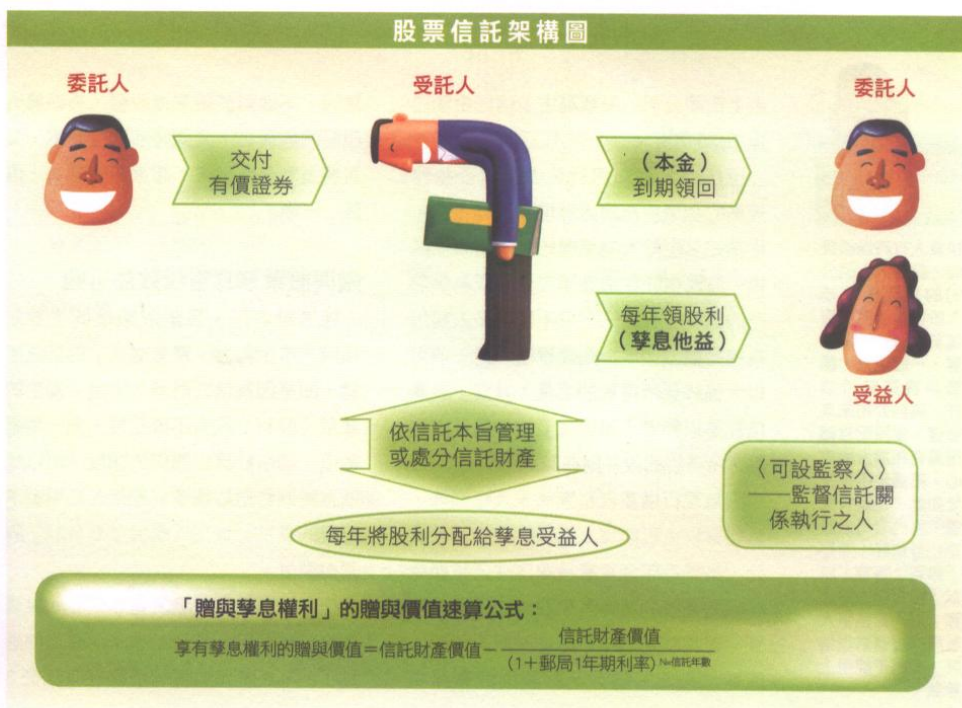 股票信託架構圖
委託人
受託人
委託人
交付
有價證券
（本金）
到期領回
每年領股利
（孳息他益）
受益人
依信託本旨管理
或處分信託財產
〈可設監察人〉
──監督信託關
係執行之人
每年將股利分配給孳息受益人
「贈與孳息權利」的贈與價值速算公式：
享有孳息權利的贈與價值＝信託財產價值－
信託財產價值
（1＋郵局1年期利率）N=信託年數